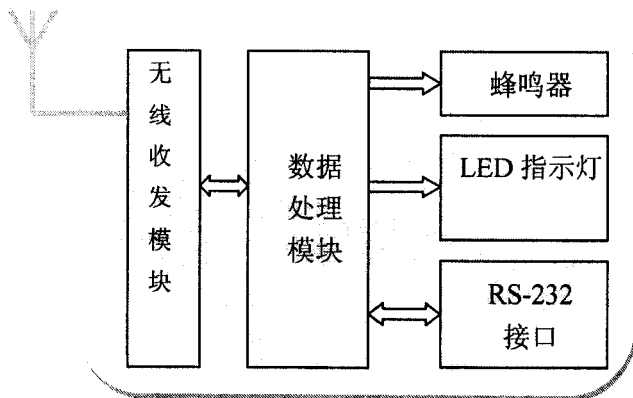 无线收发模块
数据
处理
模块
蜂鸣器
LED 指示灯
RS-232
接口